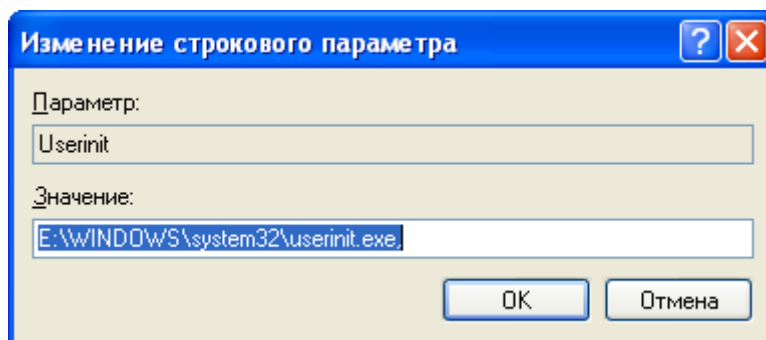 Изменение строкового параметра
Параметр:
Userinit
Значение:
E:\WINDOWS\system32\userinit.exe,
OK Отмена